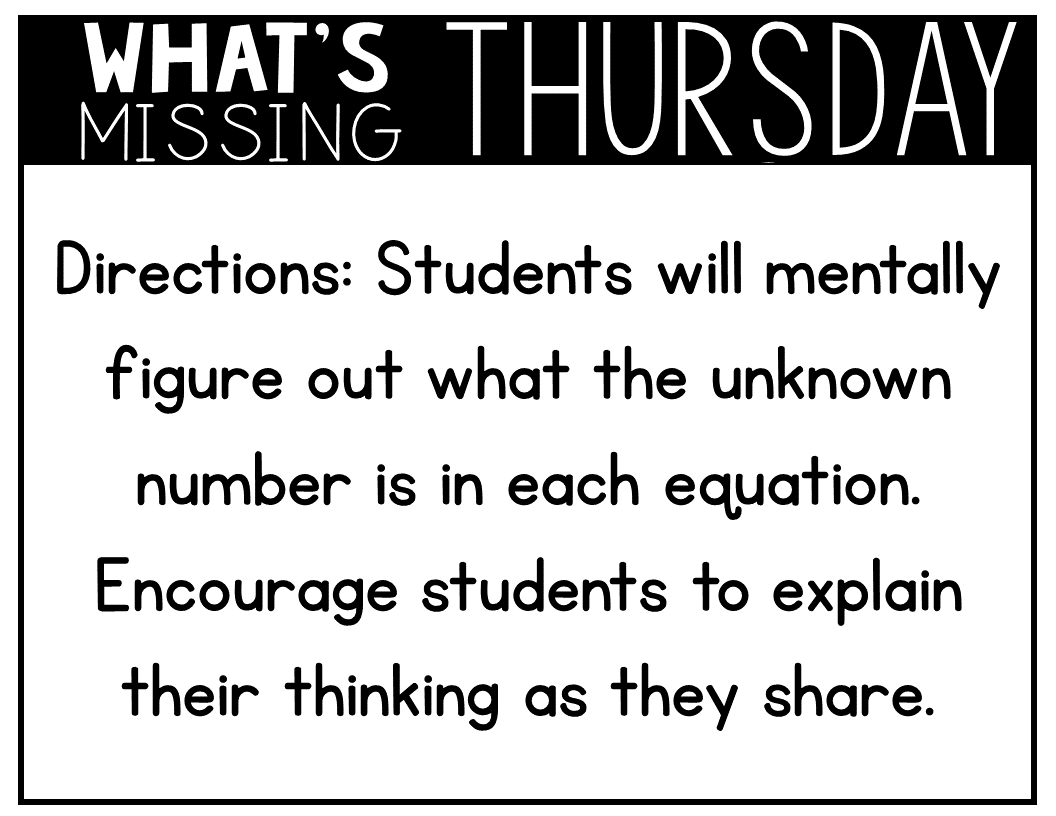 WHAT'S
MISSING
THURSDAY
Directions: Students will mentally
figure out what the unknown
number is in each equation.
Encourage students to explain
their thinking as they share.